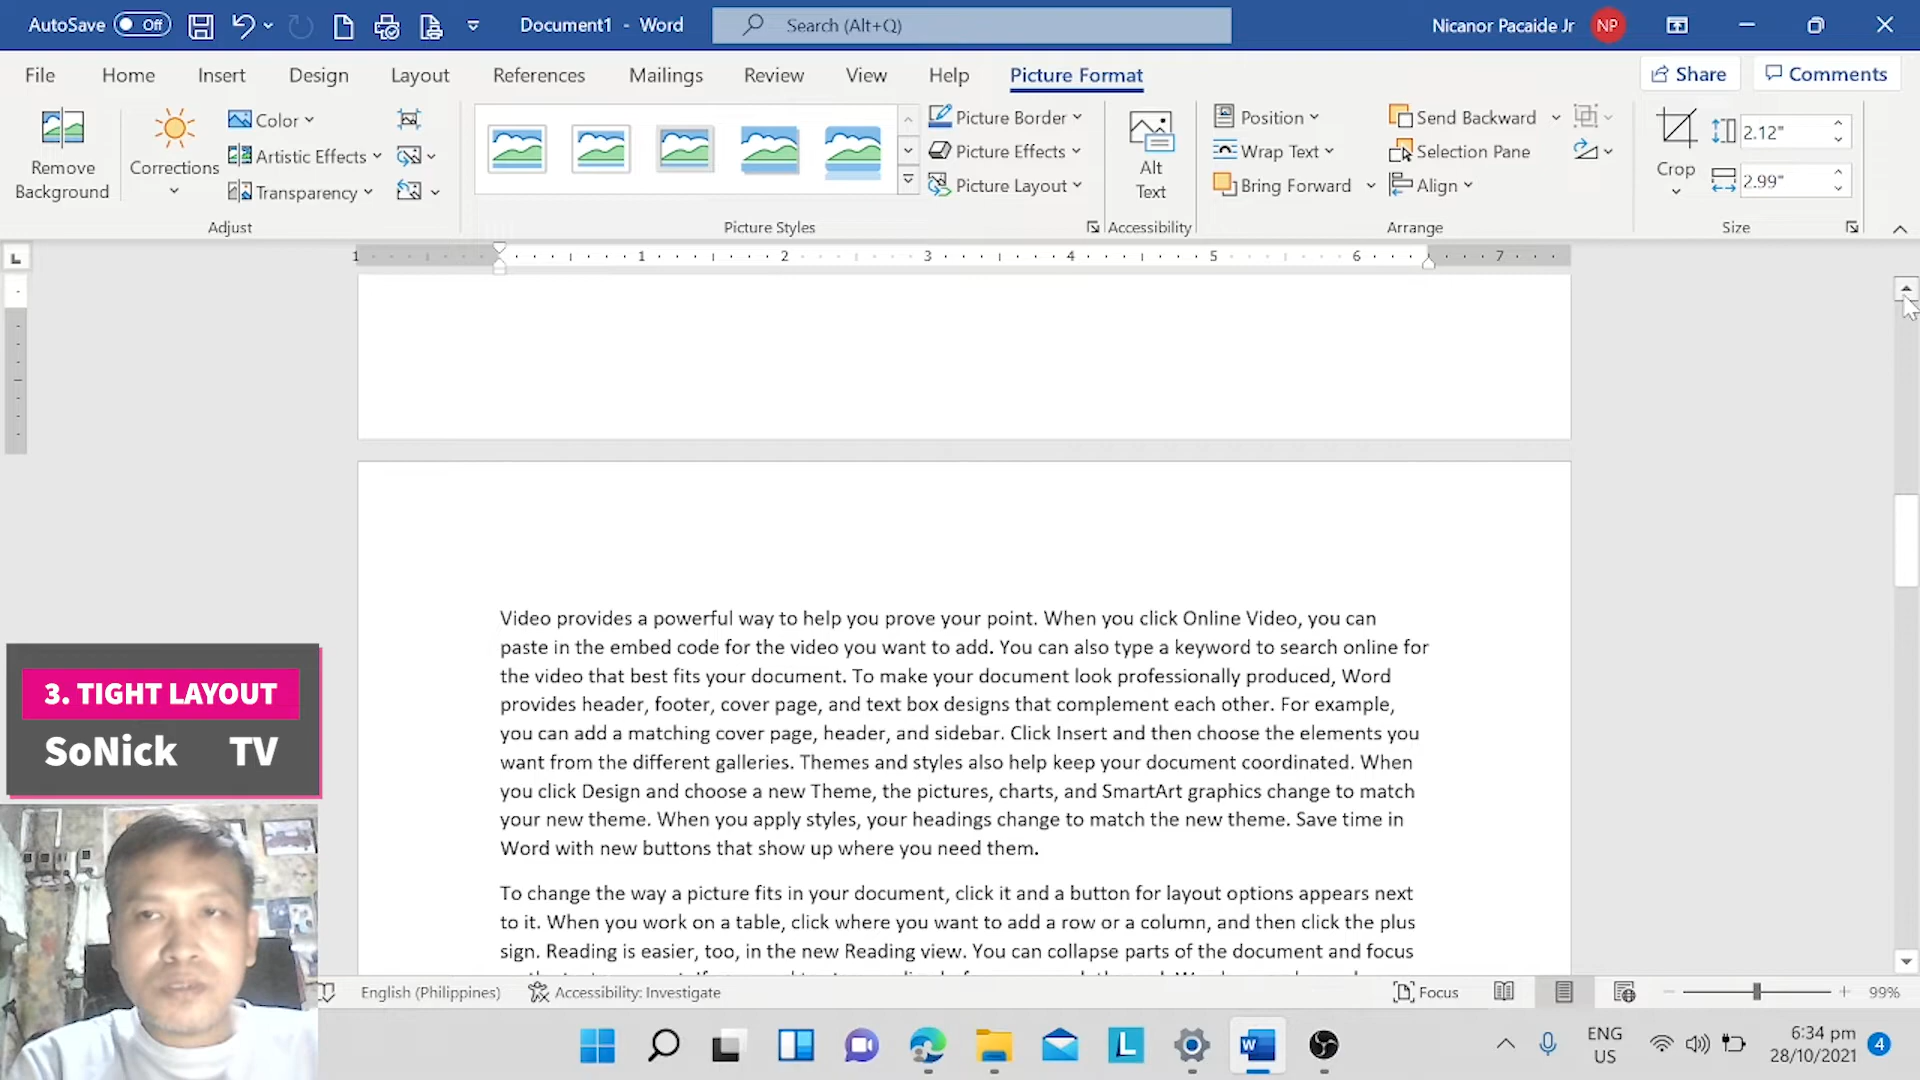 AutoSave Off Document1 - Word Search (Alt+Q) Nicanor Pacaide Jr NP
File Home Insert Design Layout References Mailings Review View Help Picture Format Share Comments
Remove Background
Corrections
Color
Artistic Effects
Transparency
Adjust
Picture Styles
Picture Border
Picture Effects
Picture Layout
Alt Text
Accessibility
Position
Wrap Text
Bring Forward
Send Backward
Selection Pane
Align
Arrange
Crop
2.12"
2.99"
Size
1 1 2 3 4 5 6 7
Video provides a powerful way to help you prove your point. When you click Online Video, you can
paste in the embed code for the video you want to add. You can also type a keyword to search online for
the video that best fits your document. To make your document look professionally produced, Word
provides header, footer, cover page, and text box designs that complement each other. For example,
you can add a matching cover page, header, and sidebar. Click Insert and then choose the elements you
want from the different galleries. Themes and styles also help keep your document coordinated. When
you click Design and choose a new Theme, the pictures, charts, and SmartArt graphics change to match
your new theme. When you apply styles, your headings change to match the new theme. Save time in
Word with new buttons that show up where you need them.
To change the way a picture fits in your document, click it and a button for layout options appears next
to it. When you work on a table, click where you want to add a row or a column, and then click the plus
sign. Reading is easier, too, in the new Reading view. You can collapse parts of the document and focus
3. TIGHT LAYOUT
SoNick TV
English (Philippines) Accessibility: Investigate Focus 99%
ENG
US
6:34 pm
28/10/2021
4